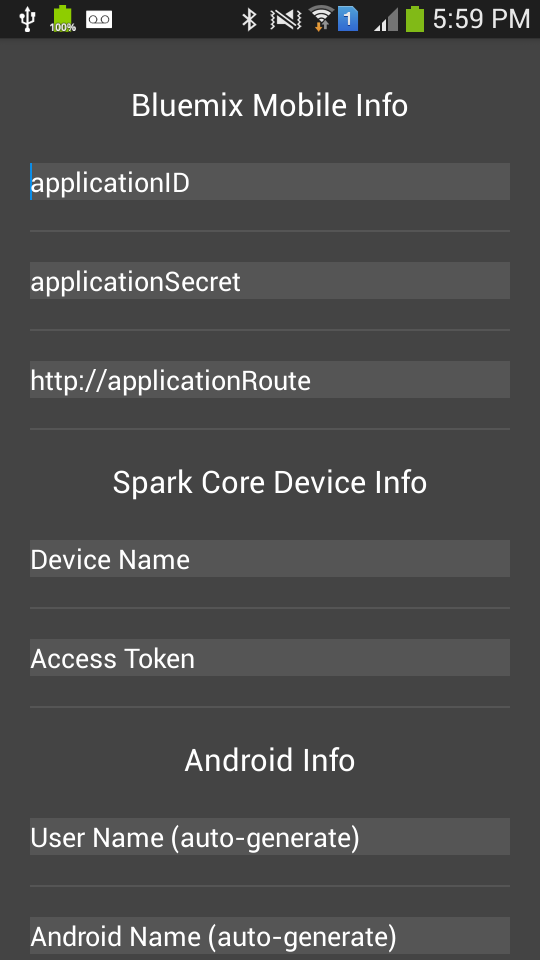 100%
1
5:59 PM
Bluemix Mobile Info
applicationID
applicationSecret
http://applicationRoute
Spark Core Device Info
Device Name
Access Token
Android Info
User Name (auto-generate)
Android Name (auto-generate)